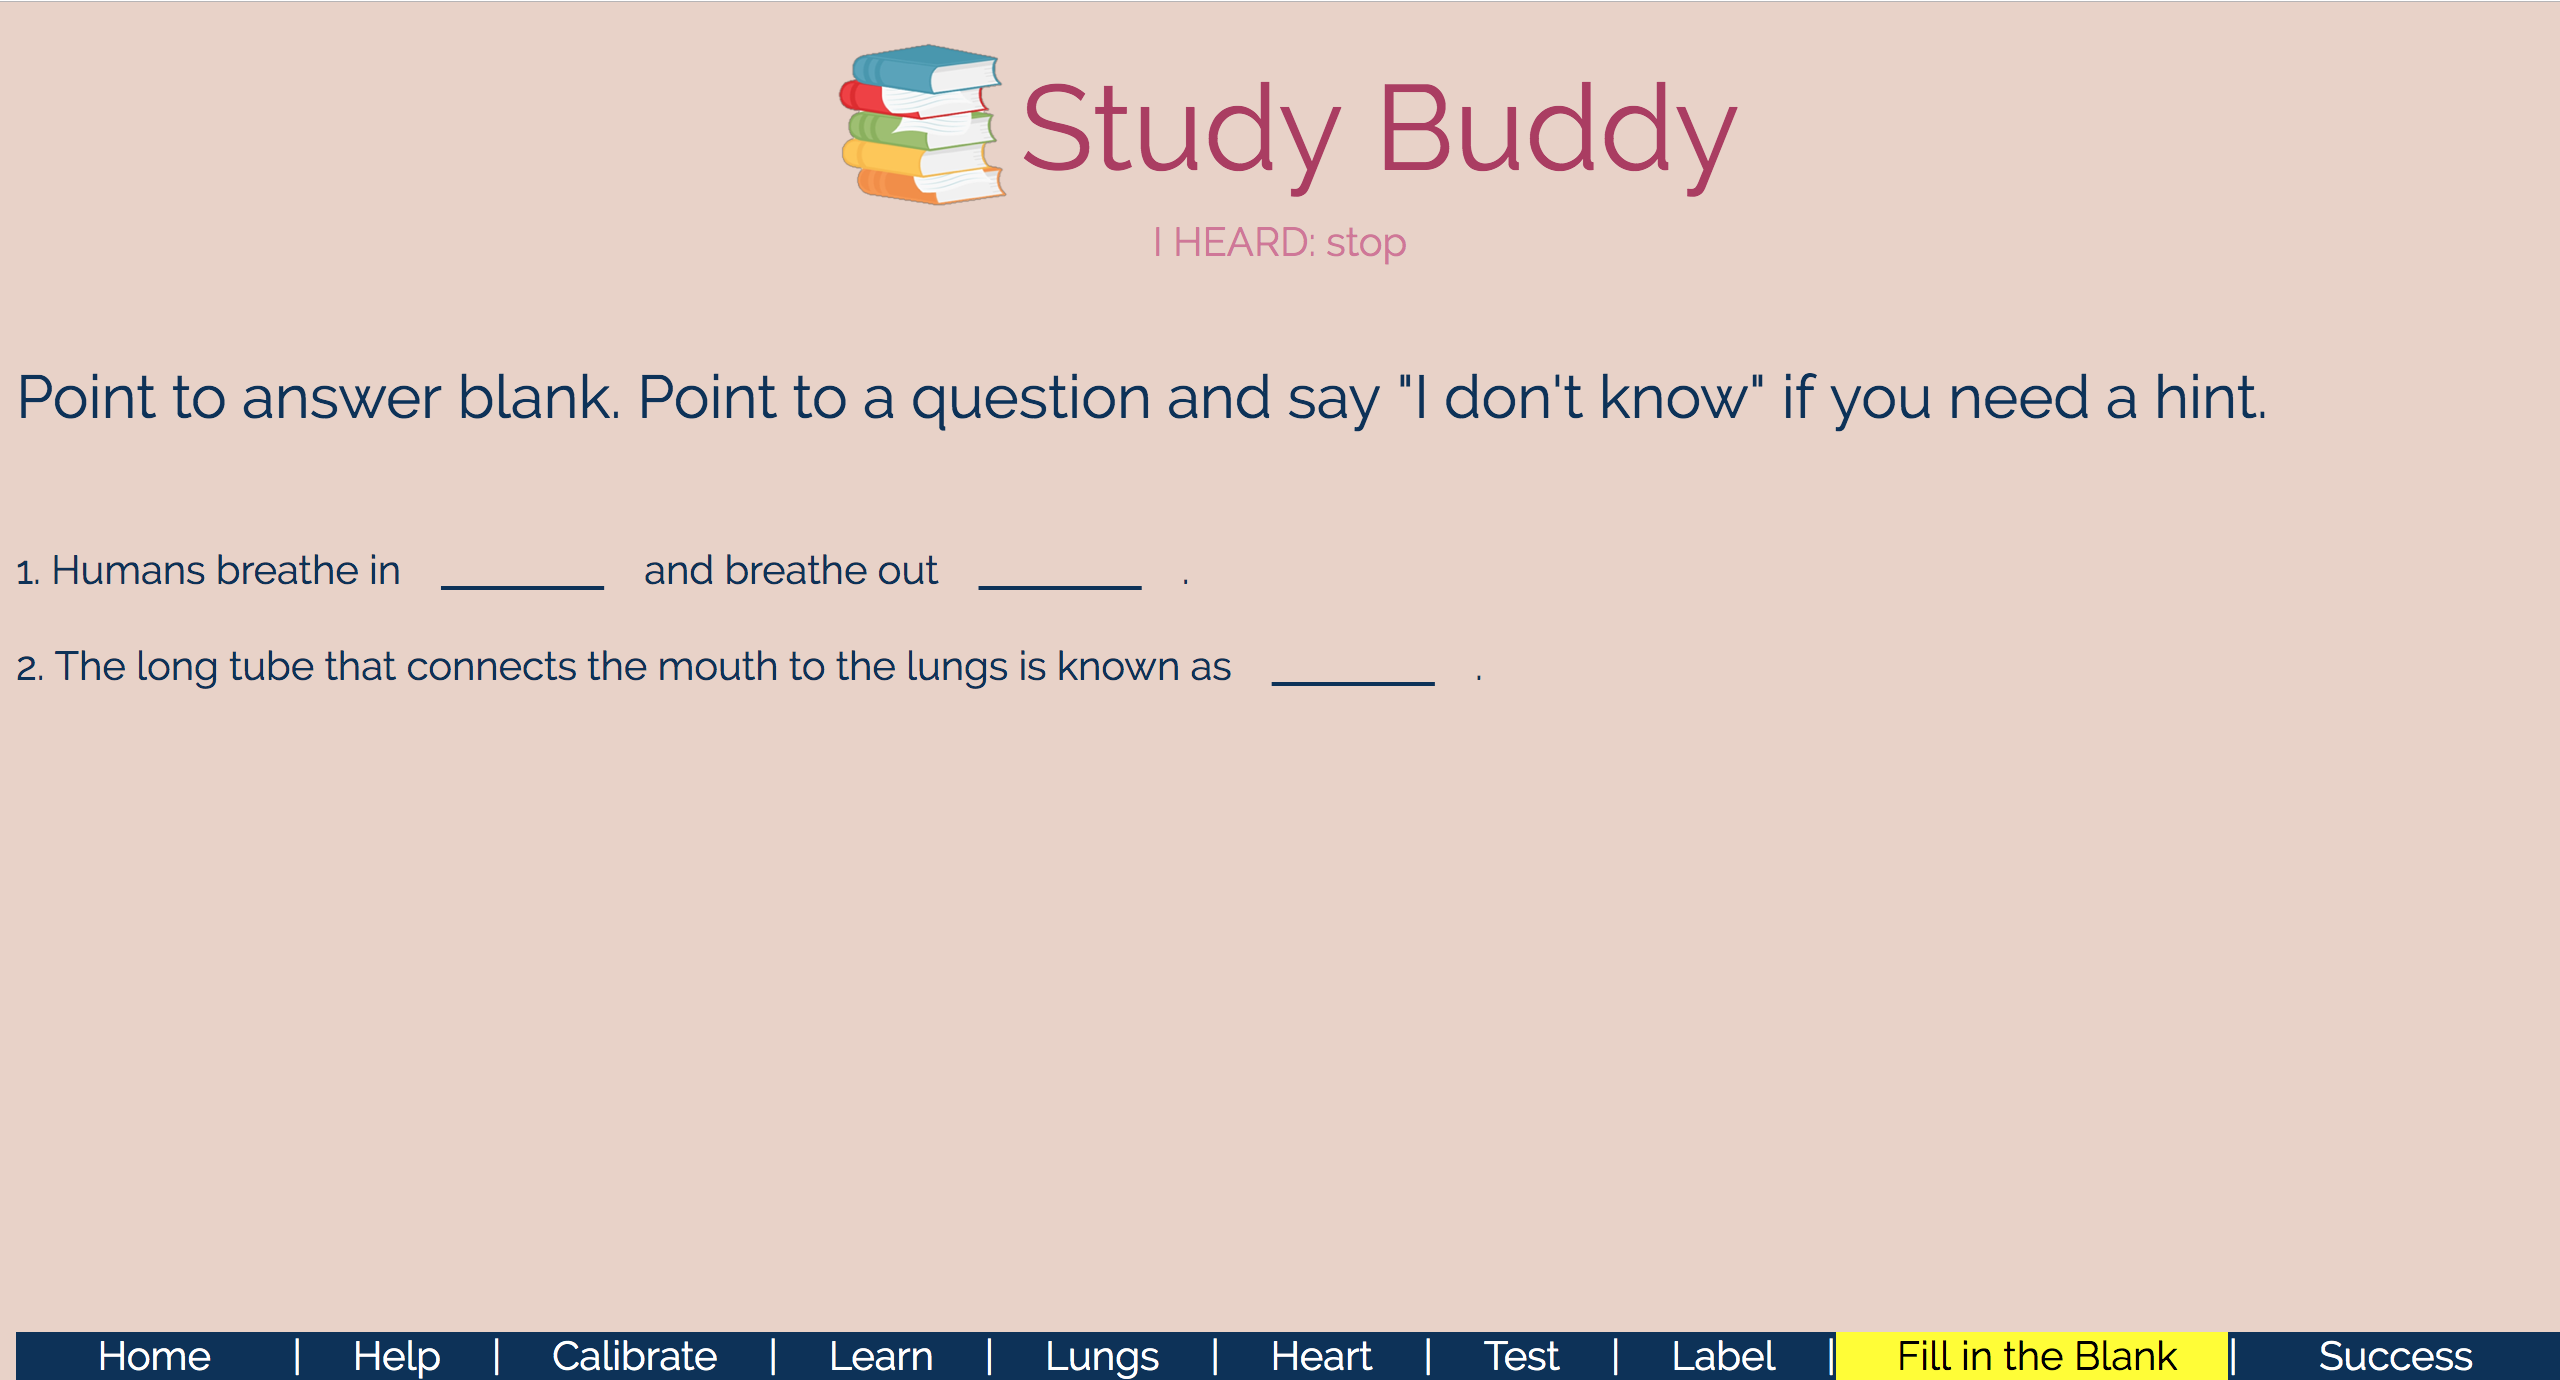 Study Buddy
I HEARD: stop
Point to answer blank. Point to a question and say "I don't know" if you need a hint.
1. Humans breathe in ________ and breathe out ________ .
2. The long tube that connects the mouth to the lungs is known as ________ .
Home | Help | Calibrate | Learn | Lungs | Heart | Test | Label | Fill in the Blank | Success